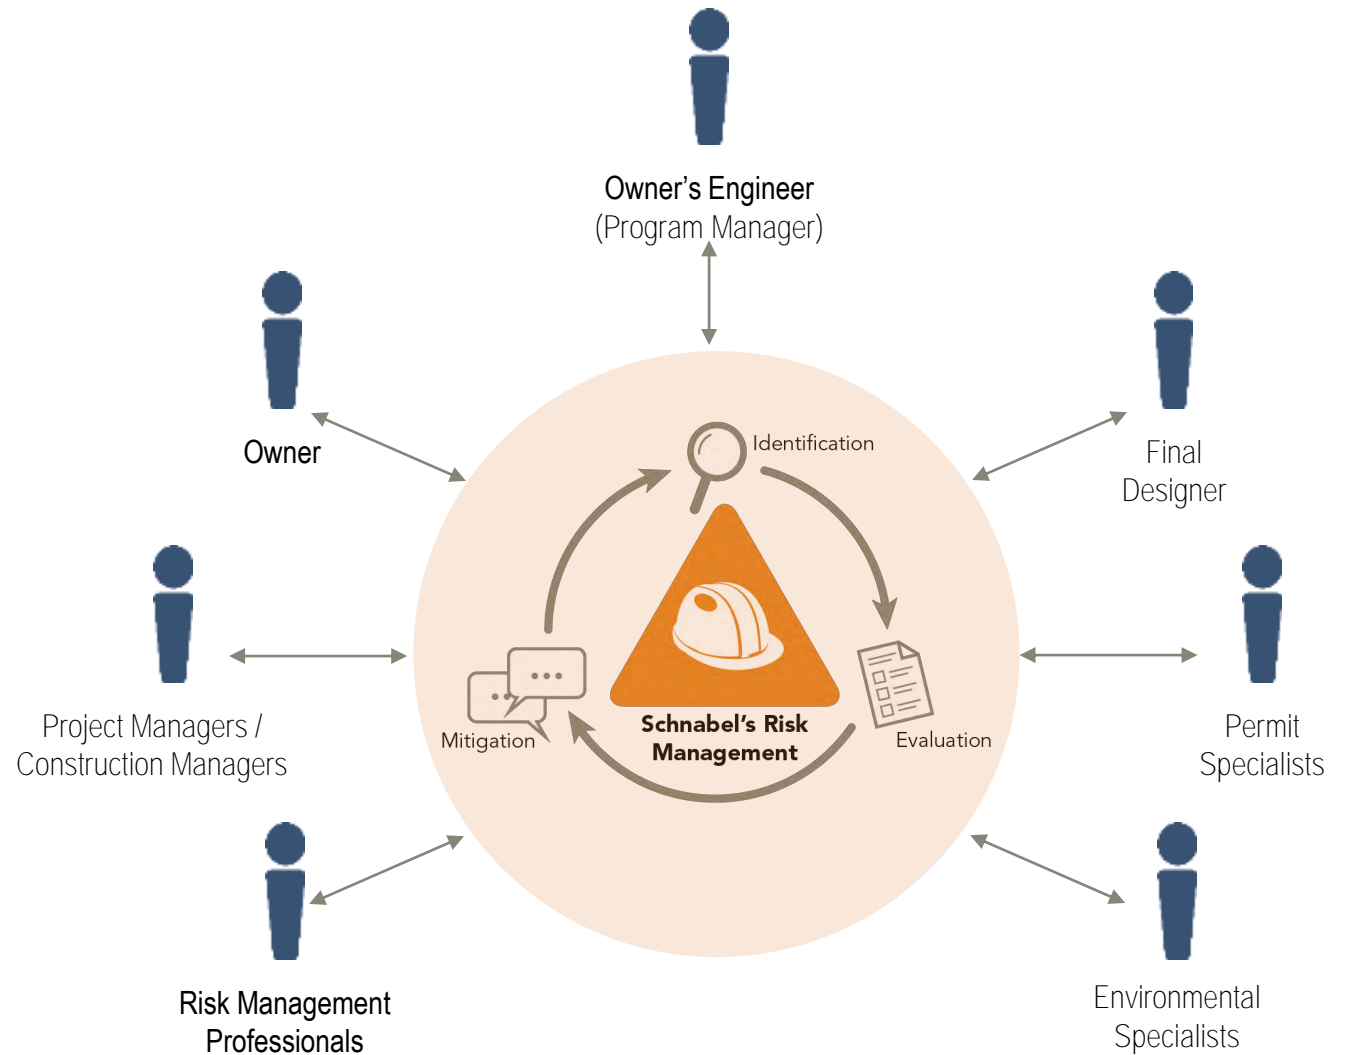 Owner’s Engineer
(Program Manager)
Owner
Final
Designer
Identification
Project Managers /
Construction Managers
Mitigation
Schnabel’s Risk
Management
Evaluation
Permit
Specialists
Risk Management
Professionals
Environmental
Specialists